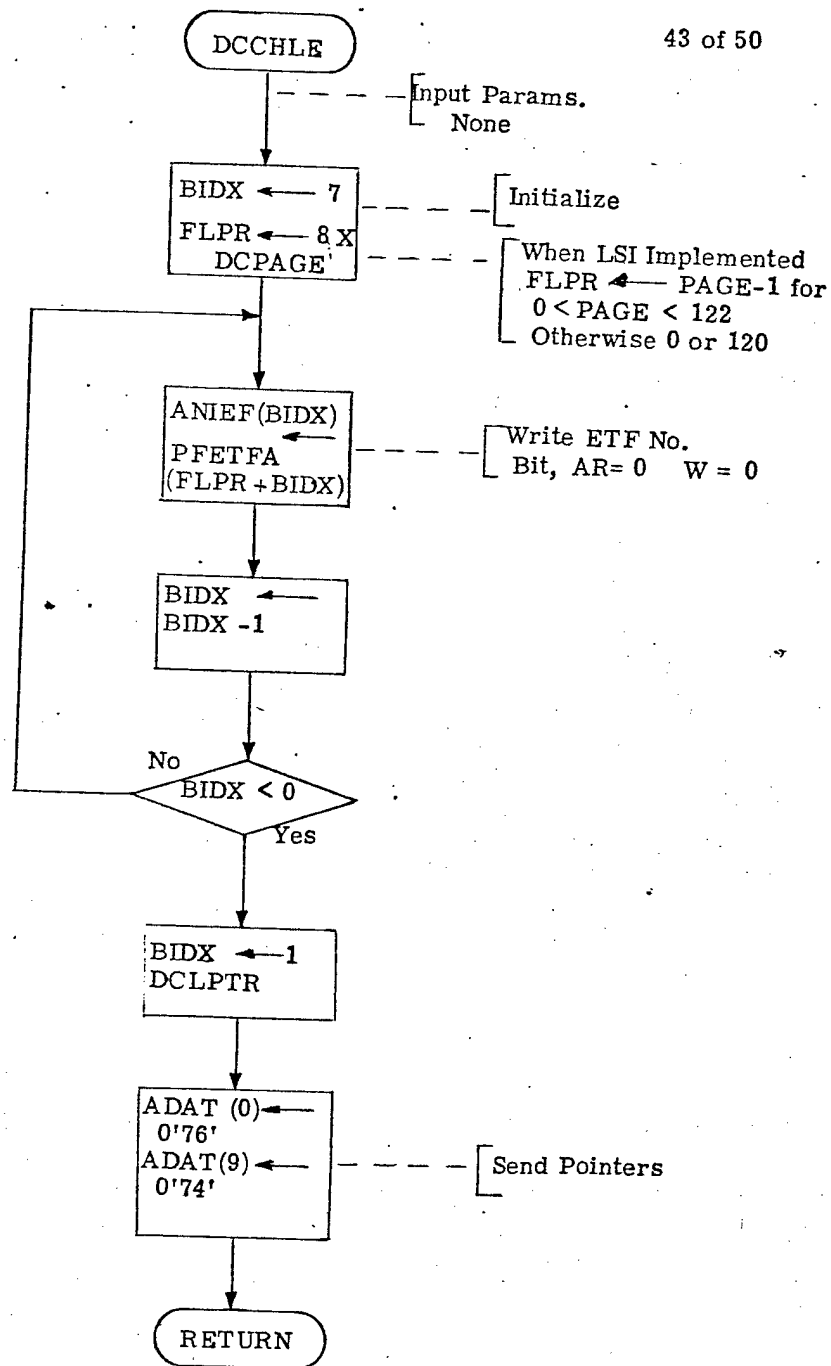 43 of 50
DCCHLE
Input Params.
None
BIDX ← 7
FLPR ← 8 X
DCPAGE'
Initialize
When LSI Implemented
FLPR ← PAGE-1 for
0 < PAGE < 122
Otherwise 0 or 120
ANIEF(BIDX)
←
PFETFA
(FLPR+BIDX)
Write ETF No.
Bit, AR= 0 W = 0
BIDX ←
BIDX -1
No
BIDX < 0
Yes
BIDX ← 1
DCLPTR
ADAT (0) ←
0'76'
ADAT(9) ←
0'74'
Send Pointers
RETURN